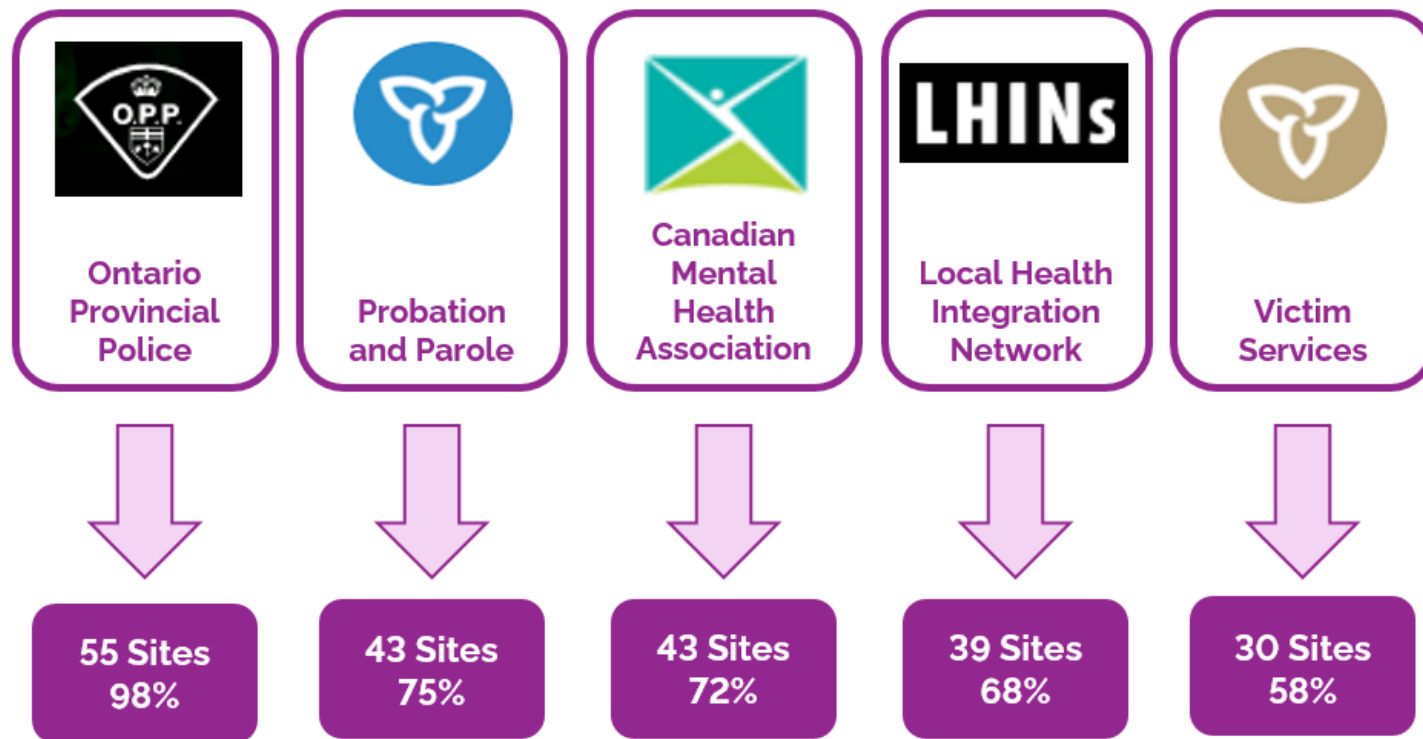 O.P.P.
LHINs
Ontario
Provincial
Police
Probation
and Parole
Canadian
Mental
Health
Association
Local Health
Integration
Network
Victim
Services
55 Sites
98%
43 Sites
75%
43 Sites
72%
39 Sites
68%
30 Sites
58%